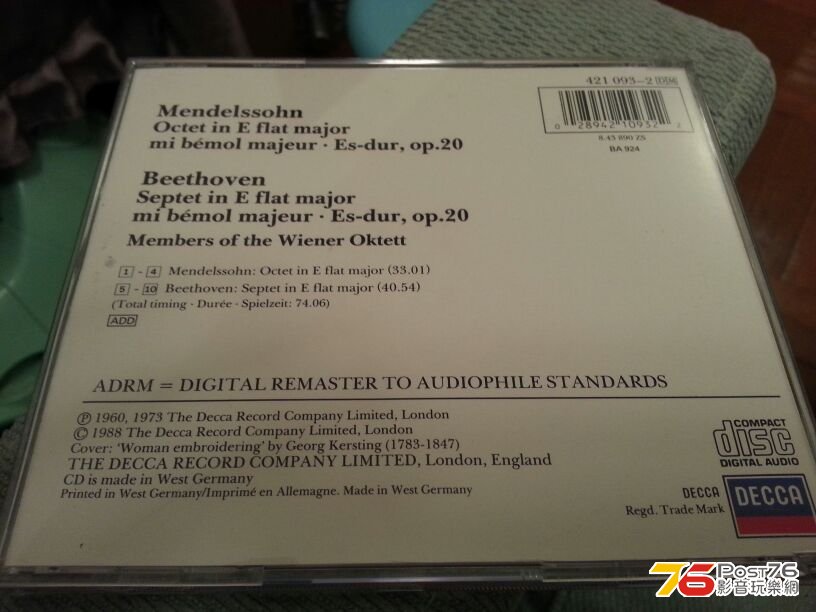 421 093-2 DM
0 28942 10932 2
8.43 890 ZS
BA 924
Mendelssohn
Octet in E flat major
mi bémol majeur · Es-dur, op.20
Beethoven
Septet in E flat major
mi bémol majeur · Es-dur, op.20
Members of the Wiener Oktett
1 - 4 Mendelssohn: Octet in E flat major (33.01)
5 - 10 Beethoven: Septet in E flat major (40.54)
(Total timing · Durée · Spielzeit: 74.06)
ADD
ADRM = DIGITAL REMASTER TO AUDIOPHILE STANDARDS
℗ 1960, 1973 The Decca Record Company Limited, London
© 1988 The Decca Record Company Limited, London
Cover: 'Woman embroidering' by Georg Kersting (1783-1847)
THE DECCA RECORD COMPANY LIMITED, London, England
CD is made in West Germany
Printed in West Germany/Imprimé en Allemagne. Made in West Germany
COMPACT
disc
DIGITAL AUDIO
DECCA
Regd. Trade Mark
DECCA
76 Post76
影音玩樂網